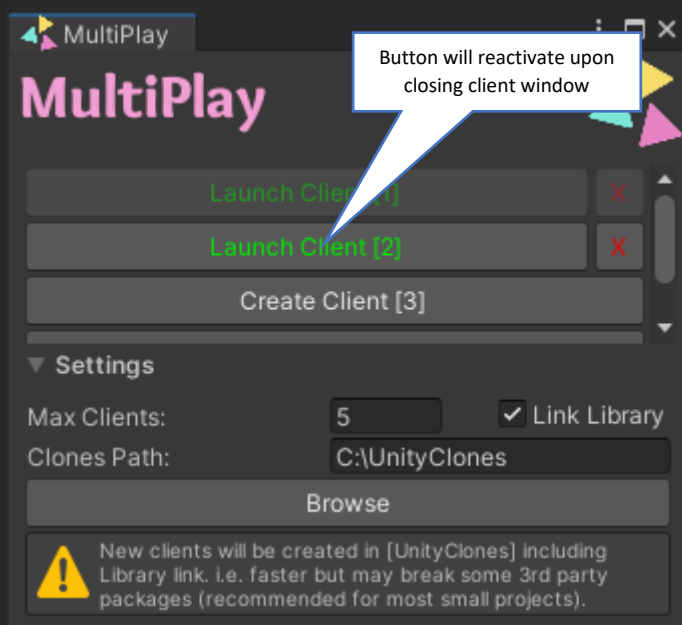 MultiPlay
Button will reactivate upon
closing client window
MultiPlay
Launch Client [1]
X
Launch Client [2]
X
Create Client [3]
Settings
Max Clients:
5
Link Library
Clones Path:
C:\UnityClones
Browse
New clients will be created in [UnityClones] including
Library link. i.e. faster but may break some 3rd party
packages (recommended for most small projects).